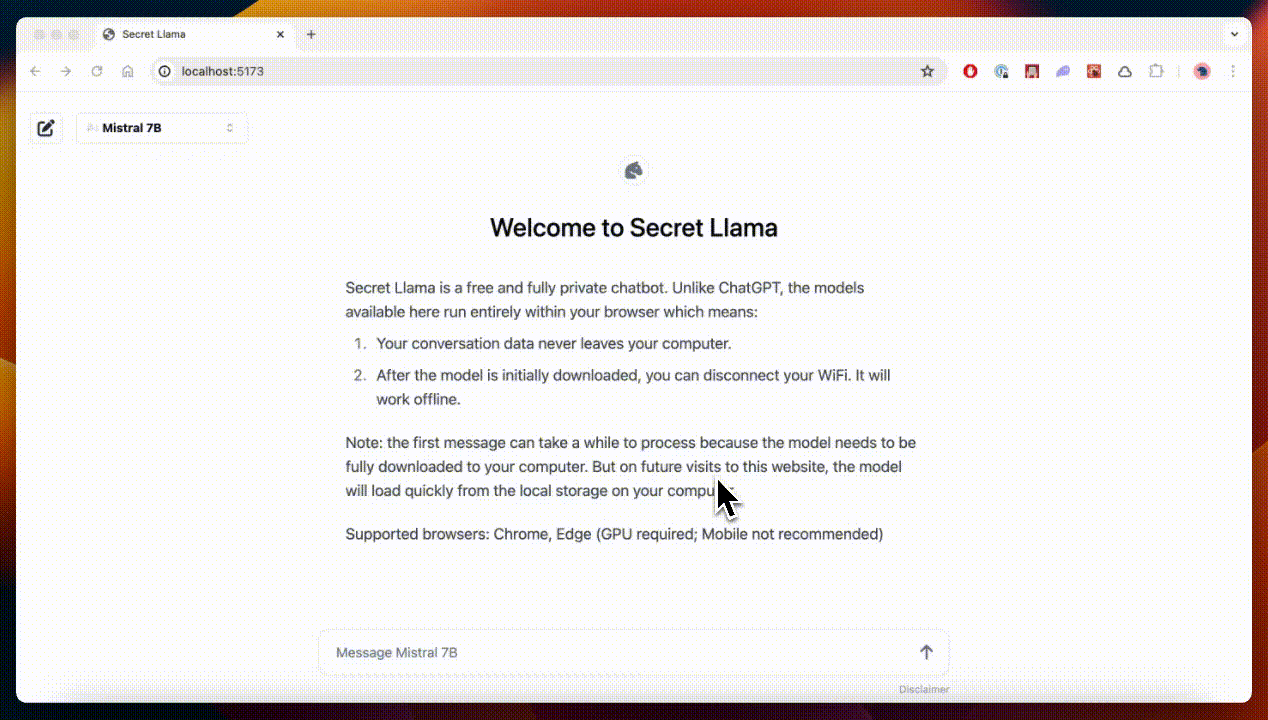 Secret Llama
localhost:5173
Mistral 7B
Welcome to Secret Llama
Secret Llama is a free and fully private chatbot. Unlike ChatGPT, the models
available here run entirely within your browser which means:
1. Your conversation data never leaves your computer.
2. After the model is initially downloaded, you can disconnect your WiFi. It will
work offline.
Note: the first message can take a while to process because the model needs to be
fully downloaded to your computer. But on future visits to this website, the model
will load quickly from the local storage on your
Supported browsers: Chrome, Edge (GPU required; Mobile not recommended)
Message Mistral 7B
Disclaimer